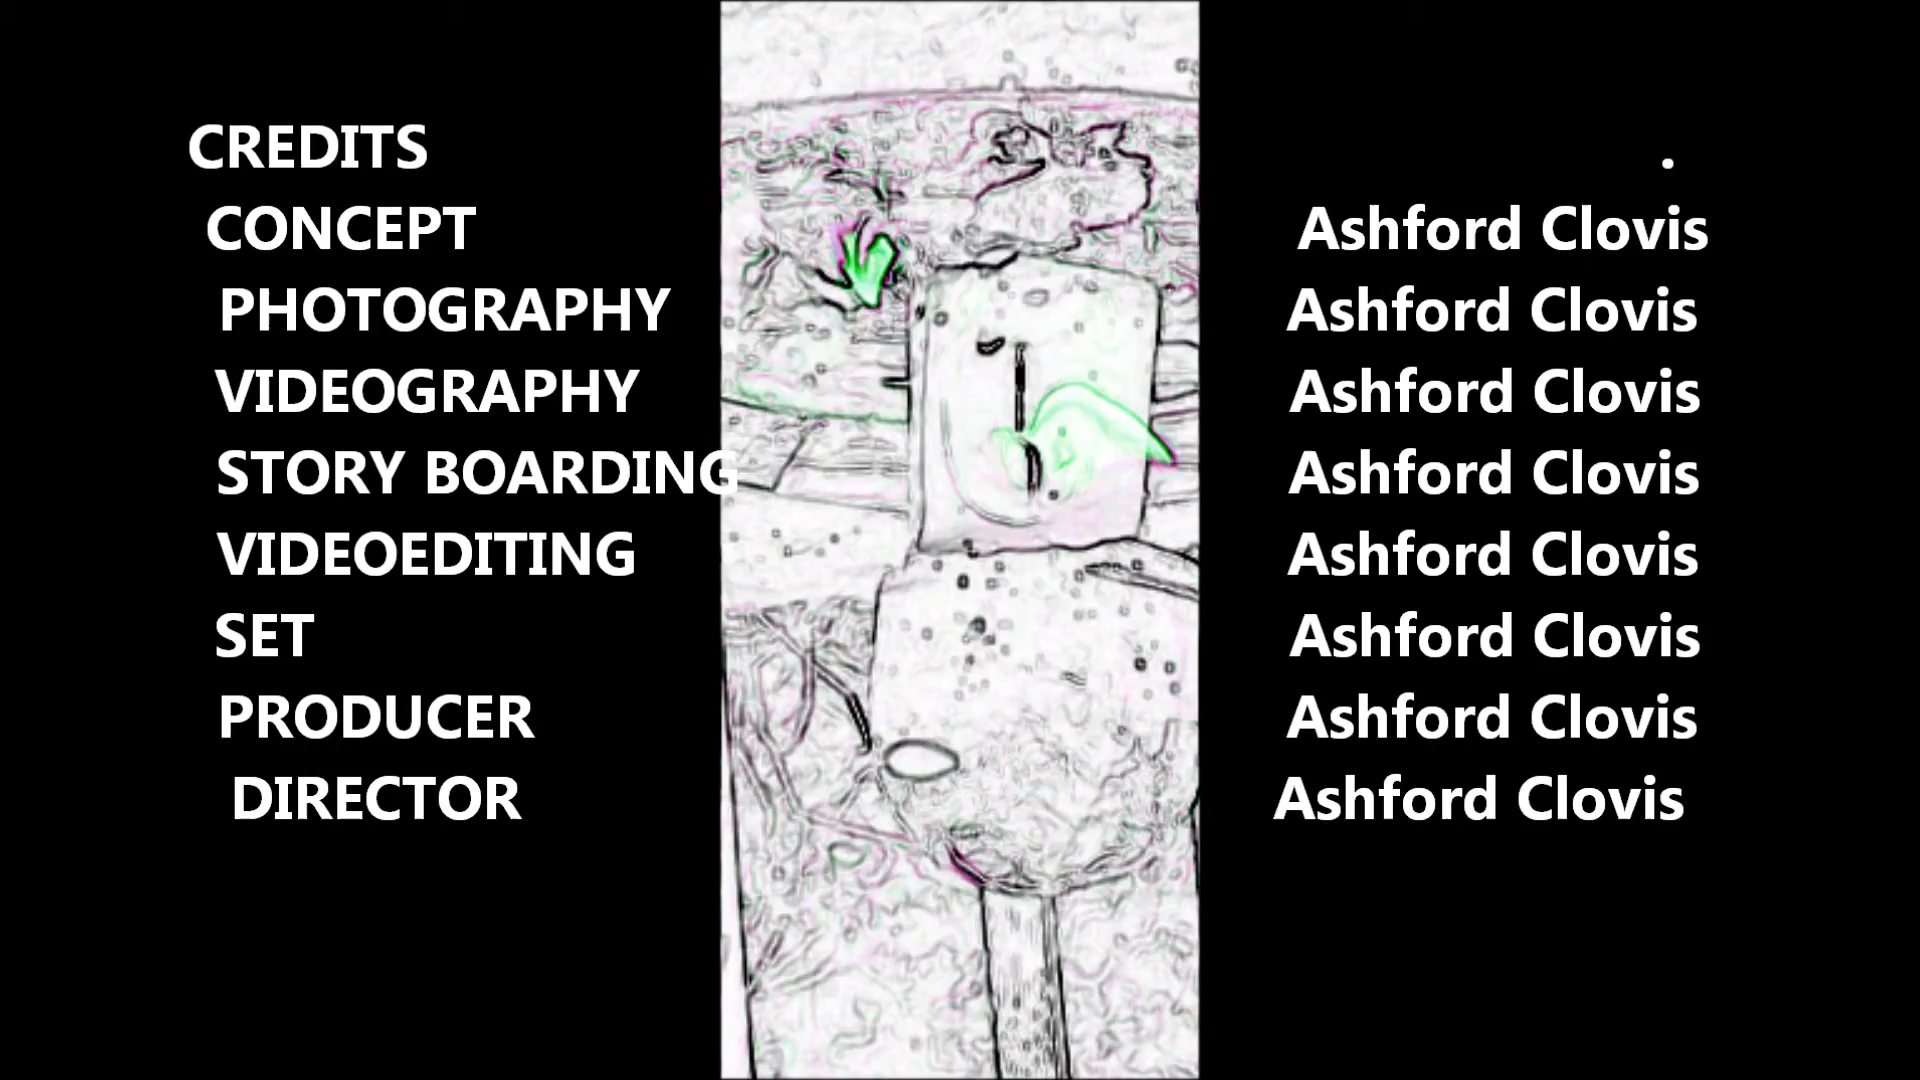 CREDITS .
CONCEPT Ashford Clovis
PHOTOGRAPHY Ashford Clovis
VIDEOGRAPHY Ashford Clovis
STORY BOARDING Ashford Clovis
VIDEOEDITING Ashford Clovis
SET Ashford Clovis
PRODUCER Ashford Clovis
DIRECTOR Ashford Clovis